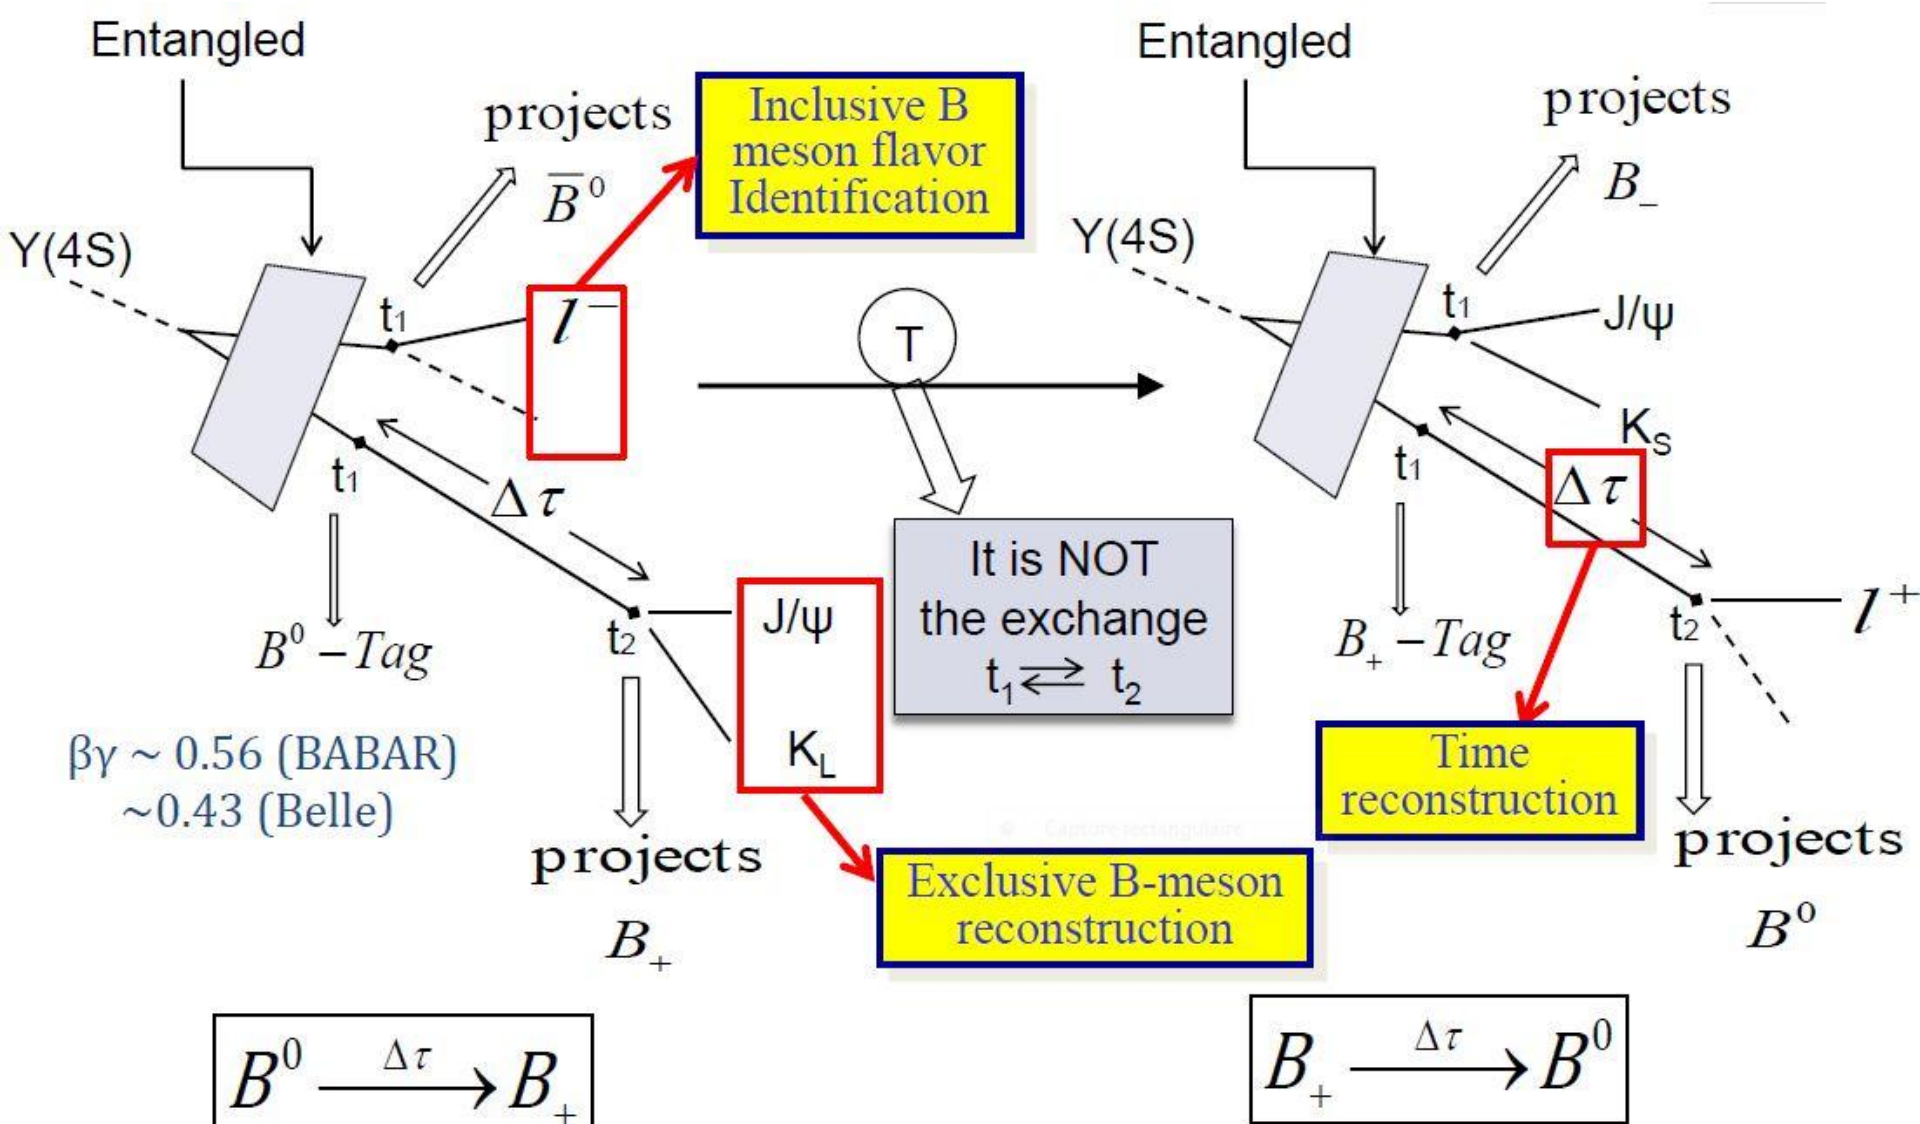 Entangled
projects
B̅⁰
Inclusive B
meson flavor
Identification
Y(4S)
t₁
l⁻
t₁
Δτ
B⁰ – Tag
t₂
J/ψ
K_L
projects
B₊
βγ ~ 0.56 (BABAR)
~0.43 (Belle)
Exclusive B-meson
reconstruction
B⁰ Δτ→ B₊
T
It is NOT
the exchange
t₁ ⇄ t₂
Capture rectangulaire
Entangled
projects
B₋
Y(4S)
t₁
J/ψ
K_S
t₁
Δτ
B₊ – Tag
t₂
l⁺
Time
reconstruction
projects
B⁰
B₊ Δτ→ B⁰